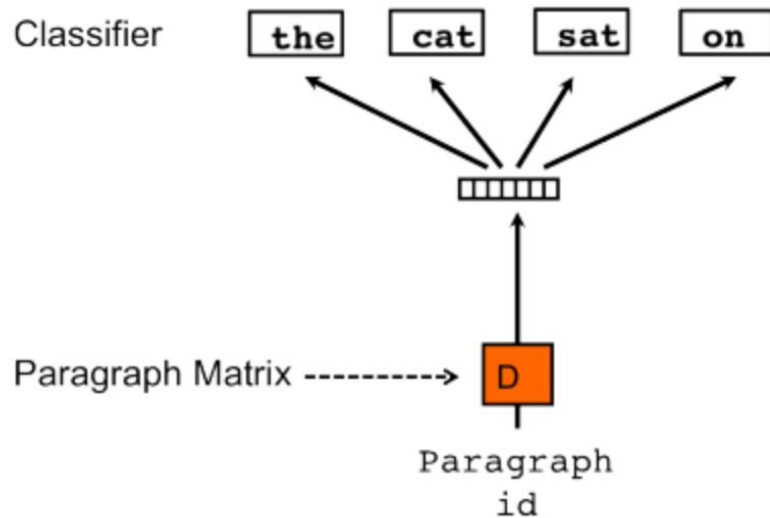 Classifier the cat sat on
Paragraph Matrix D
Paragraph
id